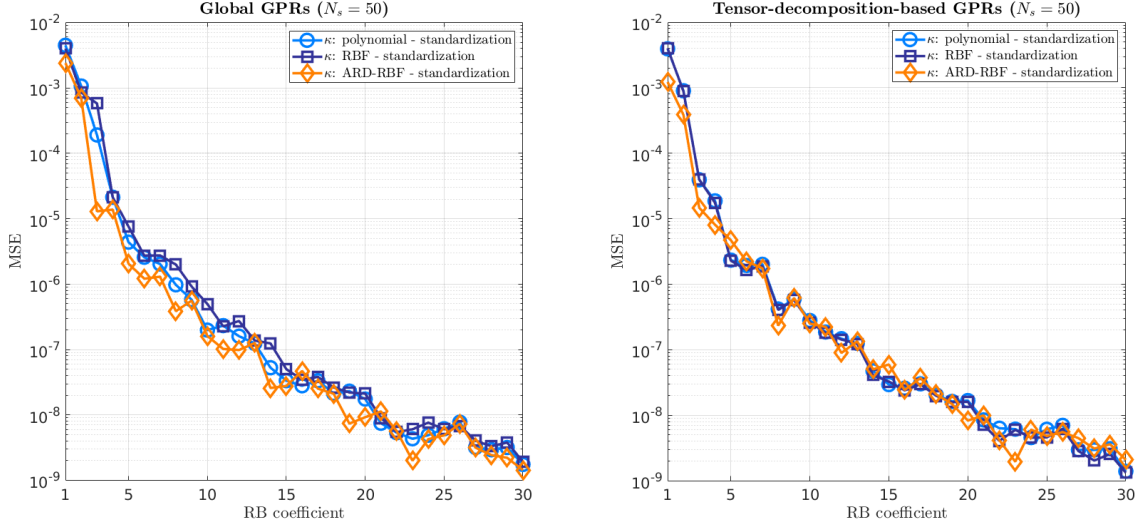 Global GPRs (N_s = 50)
κ: polynomial - standardization
κ: RBF - standardization
κ: ARD-RBF - standardization
MSE
10^-2
10^-3
10^-4
10^-5
10^-6
10^-7
10^-8
10^-9
1 5 10 15 20 25 30
RB coefficient
Tensor-decomposition-based GPRs (N_s = 50)
κ: polynomial - standardization
κ: RBF - standardization
κ: ARD-RBF - standardization
MSE
10^-2
10^-3
10^-4
10^-5
10^-6
10^-7
10^-8
10^-9
1 5 10 15 20 25 30
RB coefficient